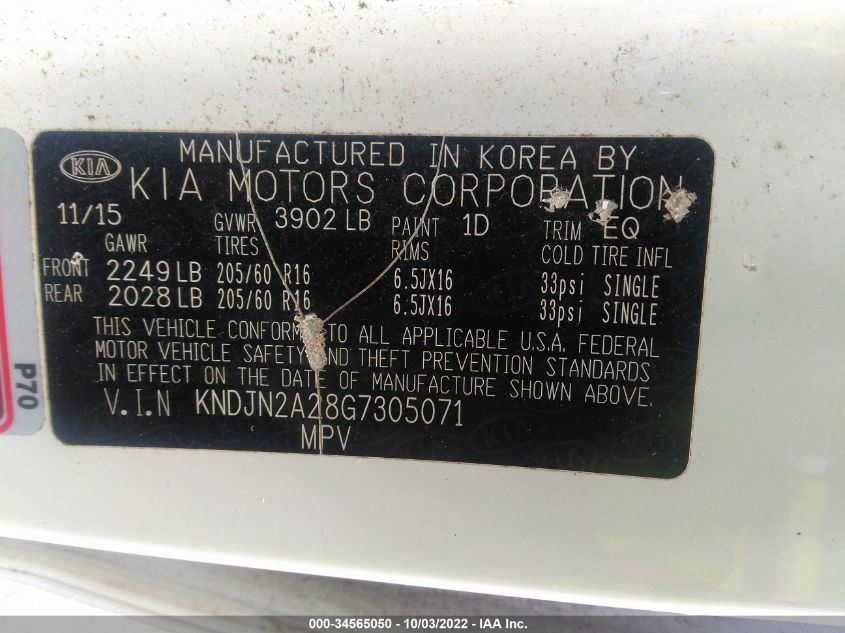 MANUFACTURED IN KOREA BY
KIA KIA MOTORS CORPORATION
11/15 GVWR 3902 LB PAINT 1D TRIM EQ
GAWR TIRES RIMS COLD TIRE INFL
FRONT 2249 LB 205/60 R16 6.5JX16 33psi SINGLE
REAR 2028 LB 205/60 R16 6.5JX16 33psi SINGLE
THIS VEHICLE CONFORMS TO ALL APPLICABLE U.S.A. FEDERAL
MOTOR VEHICLE SAFETY AND THEFT PREVENTION STANDARDS
IN EFFECT ON THE DATE OF MANUFACTURE SHOWN ABOVE.
V.I.N KNDJN2A28G7305071
MPV
P70
000-34565050 - 10/03/2022 - IAA Inc.